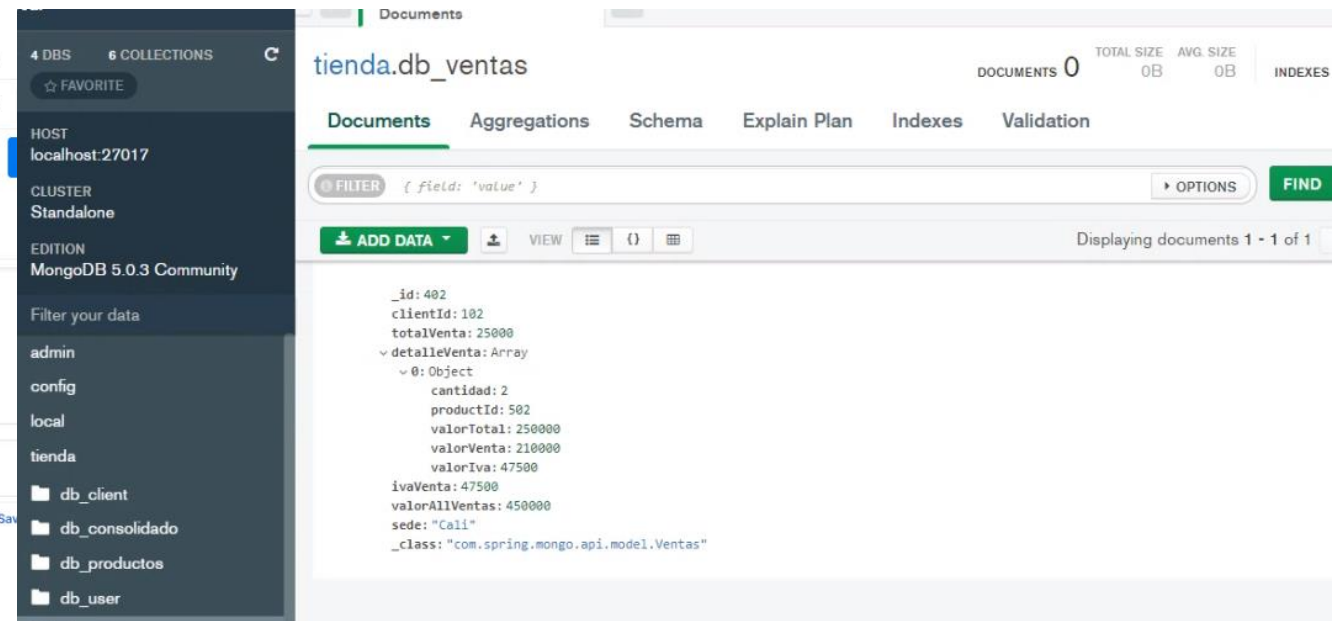 Documents
4 DBS 6 COLLECTIONS
FAVORITE
HOST
localhost:27017
CLUSTER
Standalone
EDITION
MongoDB 5.0.3 Community
Filter your data
admin
config
local
tienda
db_client
db_consolidado
db_productos
db_user
tienda.db_ventas
DOCUMENTS 0 TOTAL SIZE 0B AVG. SIZE 0B INDEXES
Documents Aggregations Schema Explain Plan Indexes Validation
FILTER { field: 'value' } OPTIONS FIND
ADD DATA VIEW {} Displaying documents 1 - 1 of 1
_id: 402
clientId: 102
totalVenta: 25000
detalleVenta: Array
0: Object
cantidad: 2
productId: 502
valorTotal: 250000
valorVenta: 210000
valorIva: 47500
ivaVenta: 47500
valorAllVentas: 450000
sede: "Cali"
_class: "com.spring.mongo.api.model.Ventas"